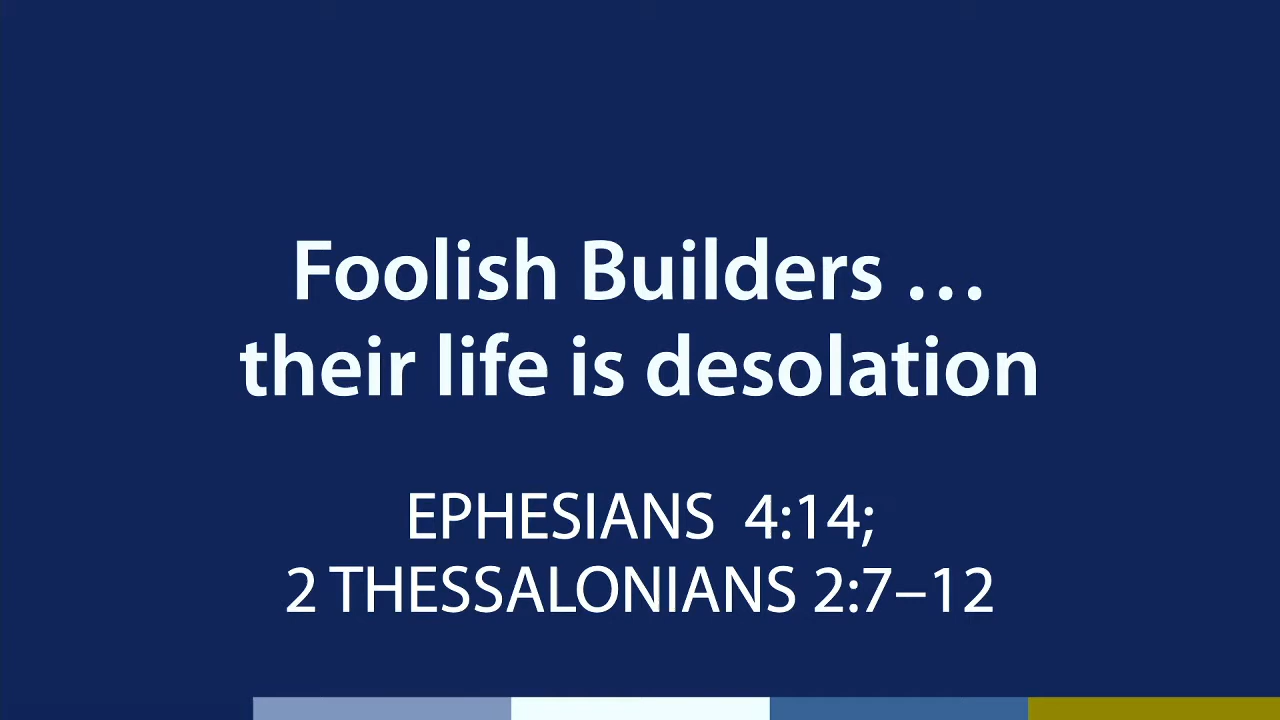 Foolish Builders …
their life is desolation
EPHESIANS 4:14;
2 THESSALONIANS 2:7–12